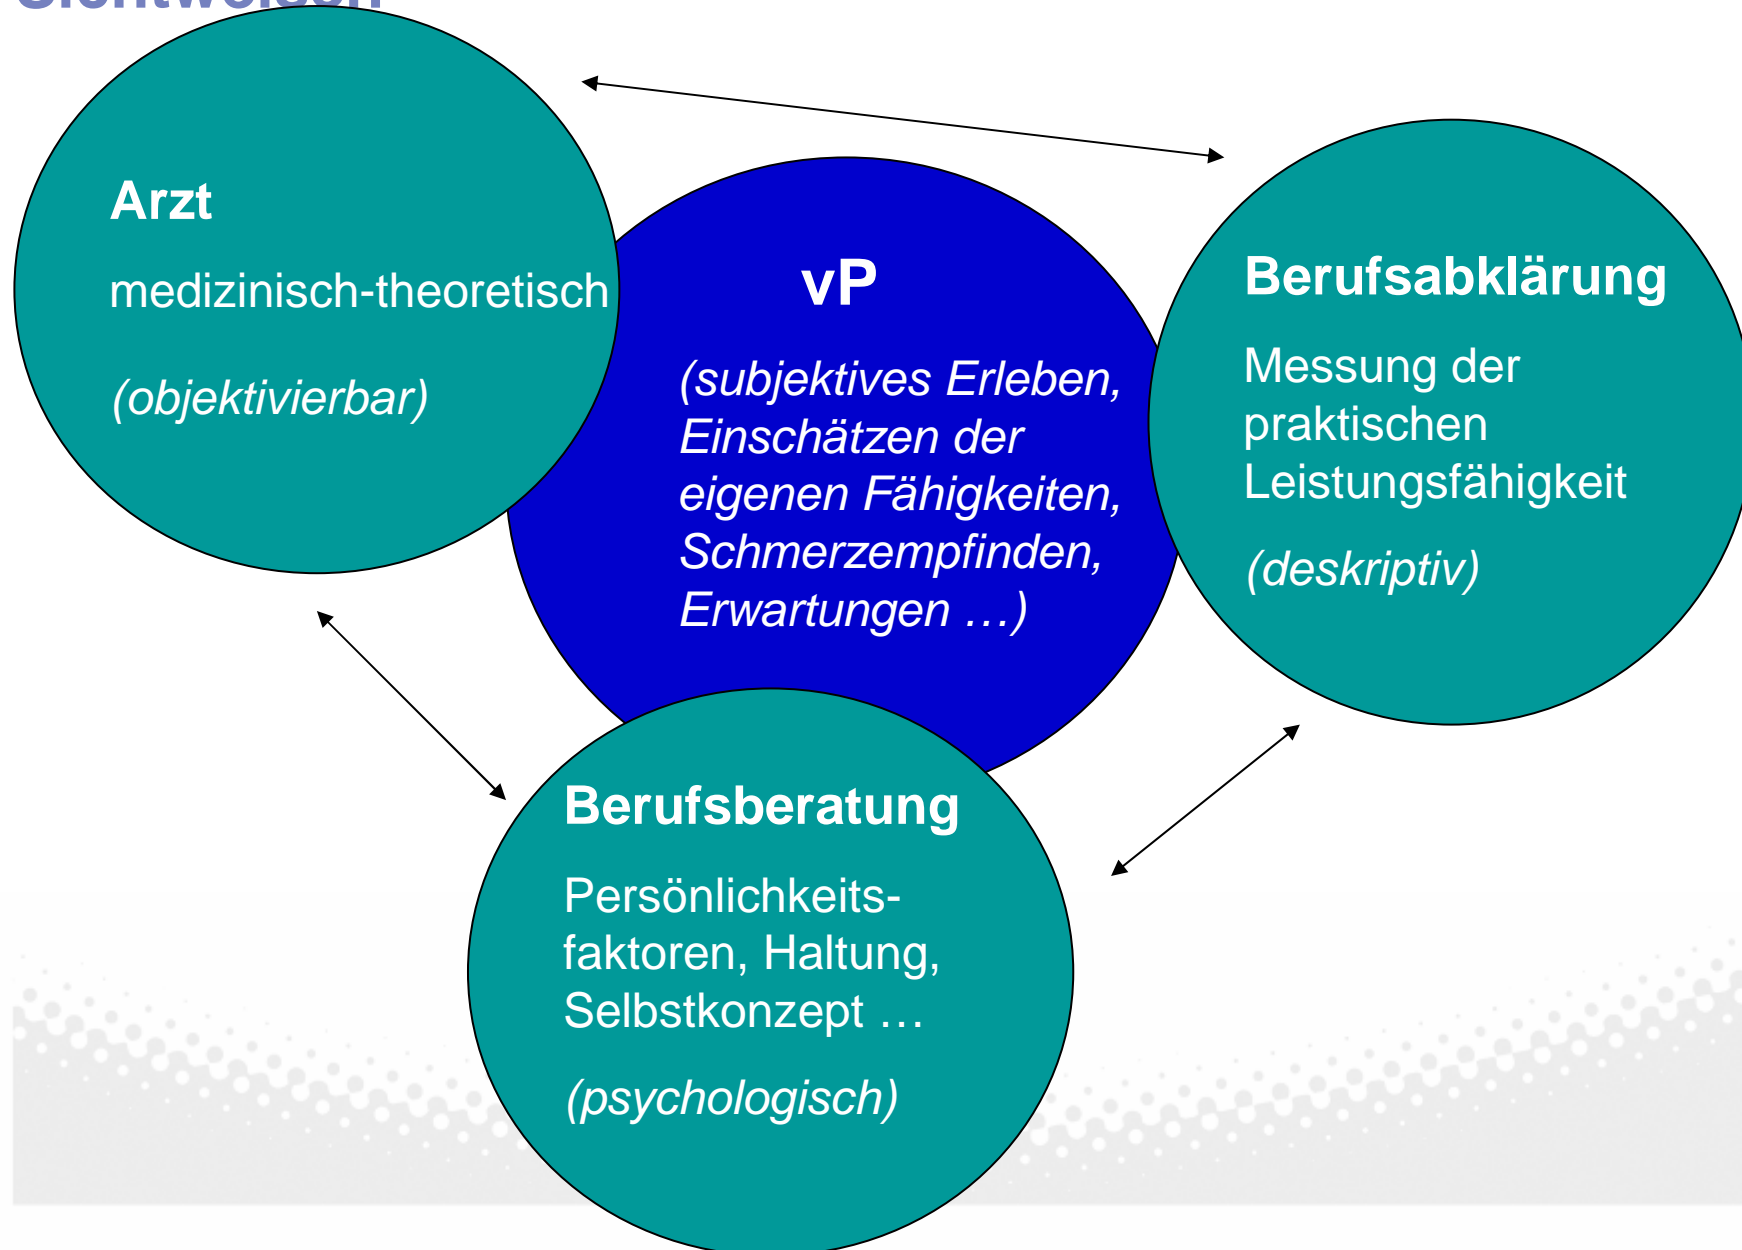 Sichtweisen
Arzt
medizinisch-theoretisch
(objektivierbar)
vP
(subjektives Erleben,
Einschätzen der
eigenen Fähigkeiten,
Schmerzempfinden,
Erwartungen …)
Berufsabklärung
Messung der
praktischen
Leistungsfähigkeit
(deskriptiv)
Berufsberatung
Persönlichkeits-
faktoren, Haltung,
Selbstkonzept …
(psychologisch)